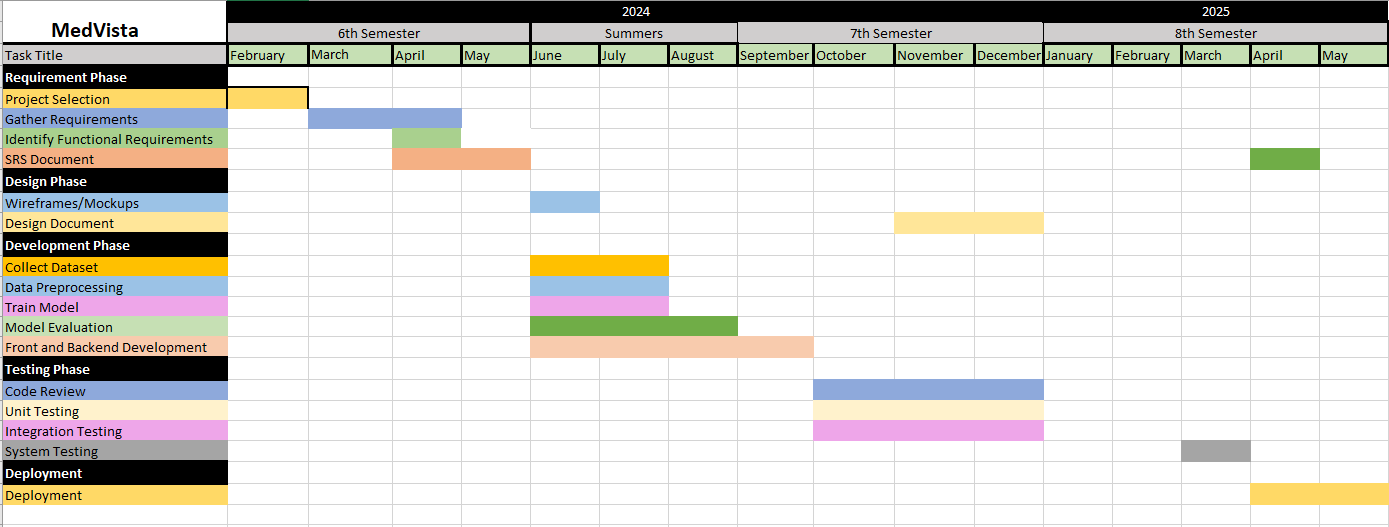 2024 2025
MedVista 6th Semester Summers 7th Semester 8th Semester
Task Title February March April May June July August September October November December January February March April May
Requirement Phase
Project Selection
Gather Requirements
Identify Functional Requirements
SRS Document
Design Phase
Wireframes/Mockups
Design Document
Development Phase
Collect Dataset
Data Preprocessing
Train Model
Model Evaluation
Front and Backend Development
Testing Phase
Code Review
Unit Testing
Integration Testing
System Testing
Deployment
Deployment